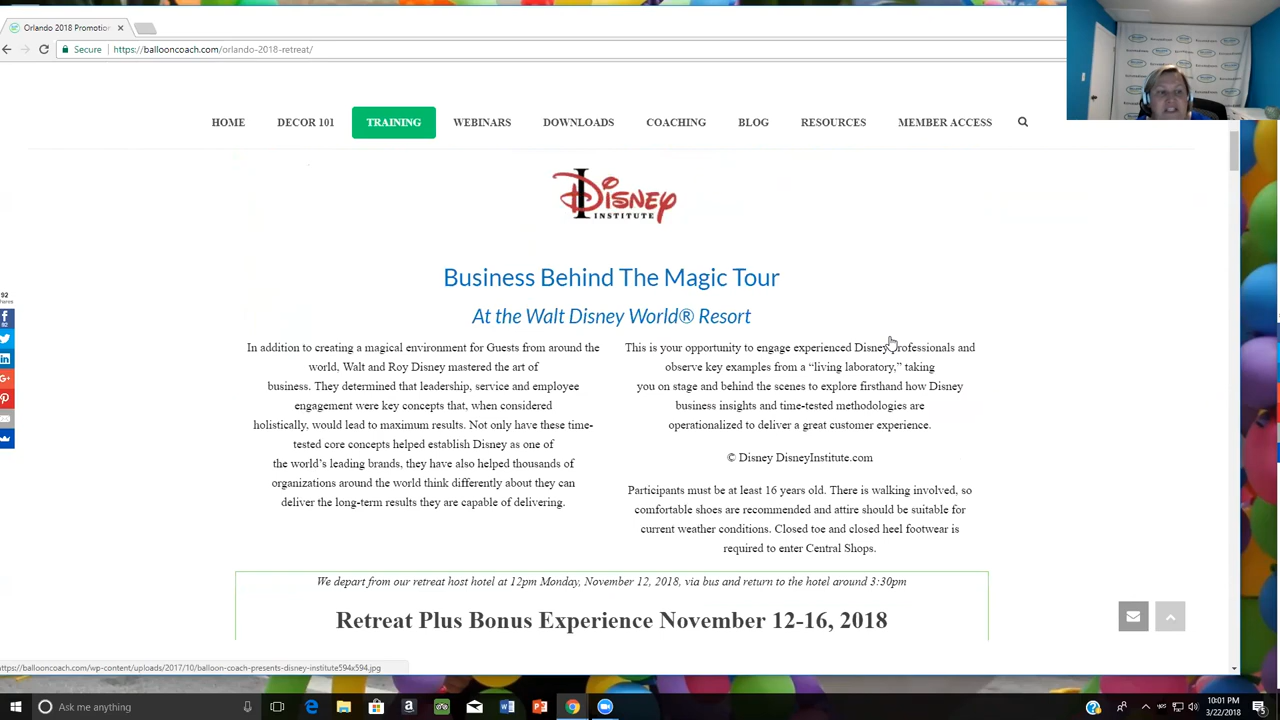 Orlando 2018 Promotion
Secure
https://ballooncoach.com/orlando-2018-retreat/
HOME DECOR 101 TRAINING WEBINARS DOWNLOADS COACHING BLOG RESOURCES MEMBER ACCESS
Disney
INSTITUTE
Business Behind The Magic Tour
At the Walt Disney World® Resort
In addition to creating a magical environment for Guests from around the
world, Walt and Roy Disney mastered the art of
business. They determined that leadership, service and employee
engagement were key concepts that, when considered
holistically, would lead to maximum results. Not only have these time-
tested core concepts helped establish Disney as one of
the world's leading brands, they have also helped thousands of
organizations around the world think differently about they can
deliver the long-term results they are capable of delivering.
This is your opportunity to engage experienced Disney Professionals and
observe key examples from a “living laboratory,” taking
you on stage and behind the scenes to explore firsthand how Disney
business insights and time-tested methodologies are
operationalized to deliver a great customer experience.
© Disney DisneyInstitute.com
Participants must be at least 16 years old. There is walking involved, so
comfortable shoes are recommended and attire should be suitable for
current weather conditions. Closed toe and closed heel footwear is
required to enter Central Shops.
We depart from our retreat host hotel at 12pm Monday, November 12, 2018, via bus and return to the hotel around 3:30pm
Retreat Plus Bonus Experience November 12-16, 2018
92
https://ballooncoach.com/wp-content/uploads/2017/10/balloon-coach-presents-disney-institute594x594.jpg
Ask me anything
10:01 PM
3/22/2018